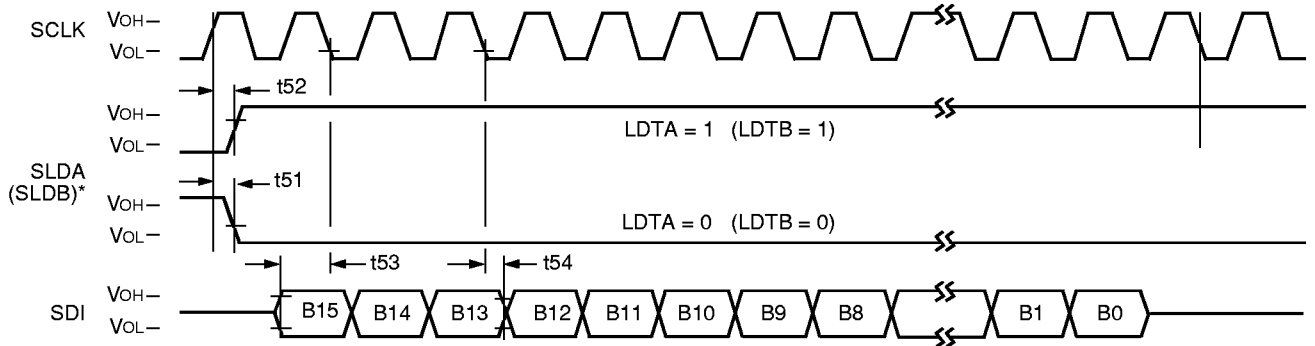 SCLK
VOH
VOL
t52
VOH
LDTA = 1 (LDTB = 1)
VOL
SLDA
(SLDB)*
t51
VOH
LDTA = 0 (LDTB = 0)
VOL
t53 t54
SDI
VOH
VOL
B15 B14 B13 B12 B11 B10 B9 B8 B1 B0